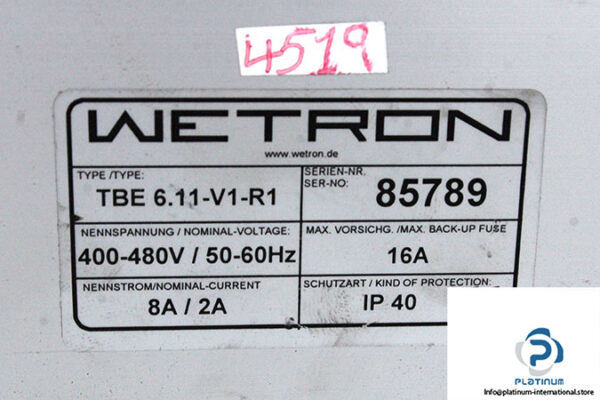 4519
WETRON
www.wetron.de
TYPE /TYPE:
TBE 6.11-V1-R1
SERIEN-NR.
SER-NO:
85789
NENNSPANNUNG / NOMINAL-VOLTAGE:
400-480V / 50-60Hz
MAX. VORSICHG. /MAX. BACK-UP FUSE
16A
NENNSTROM/NOMINAL-CURRENT
8A / 2A
SCHUTZART / KIND OF PROTECTION:
IP 40
PLATINUM
Info@platinum-international.store